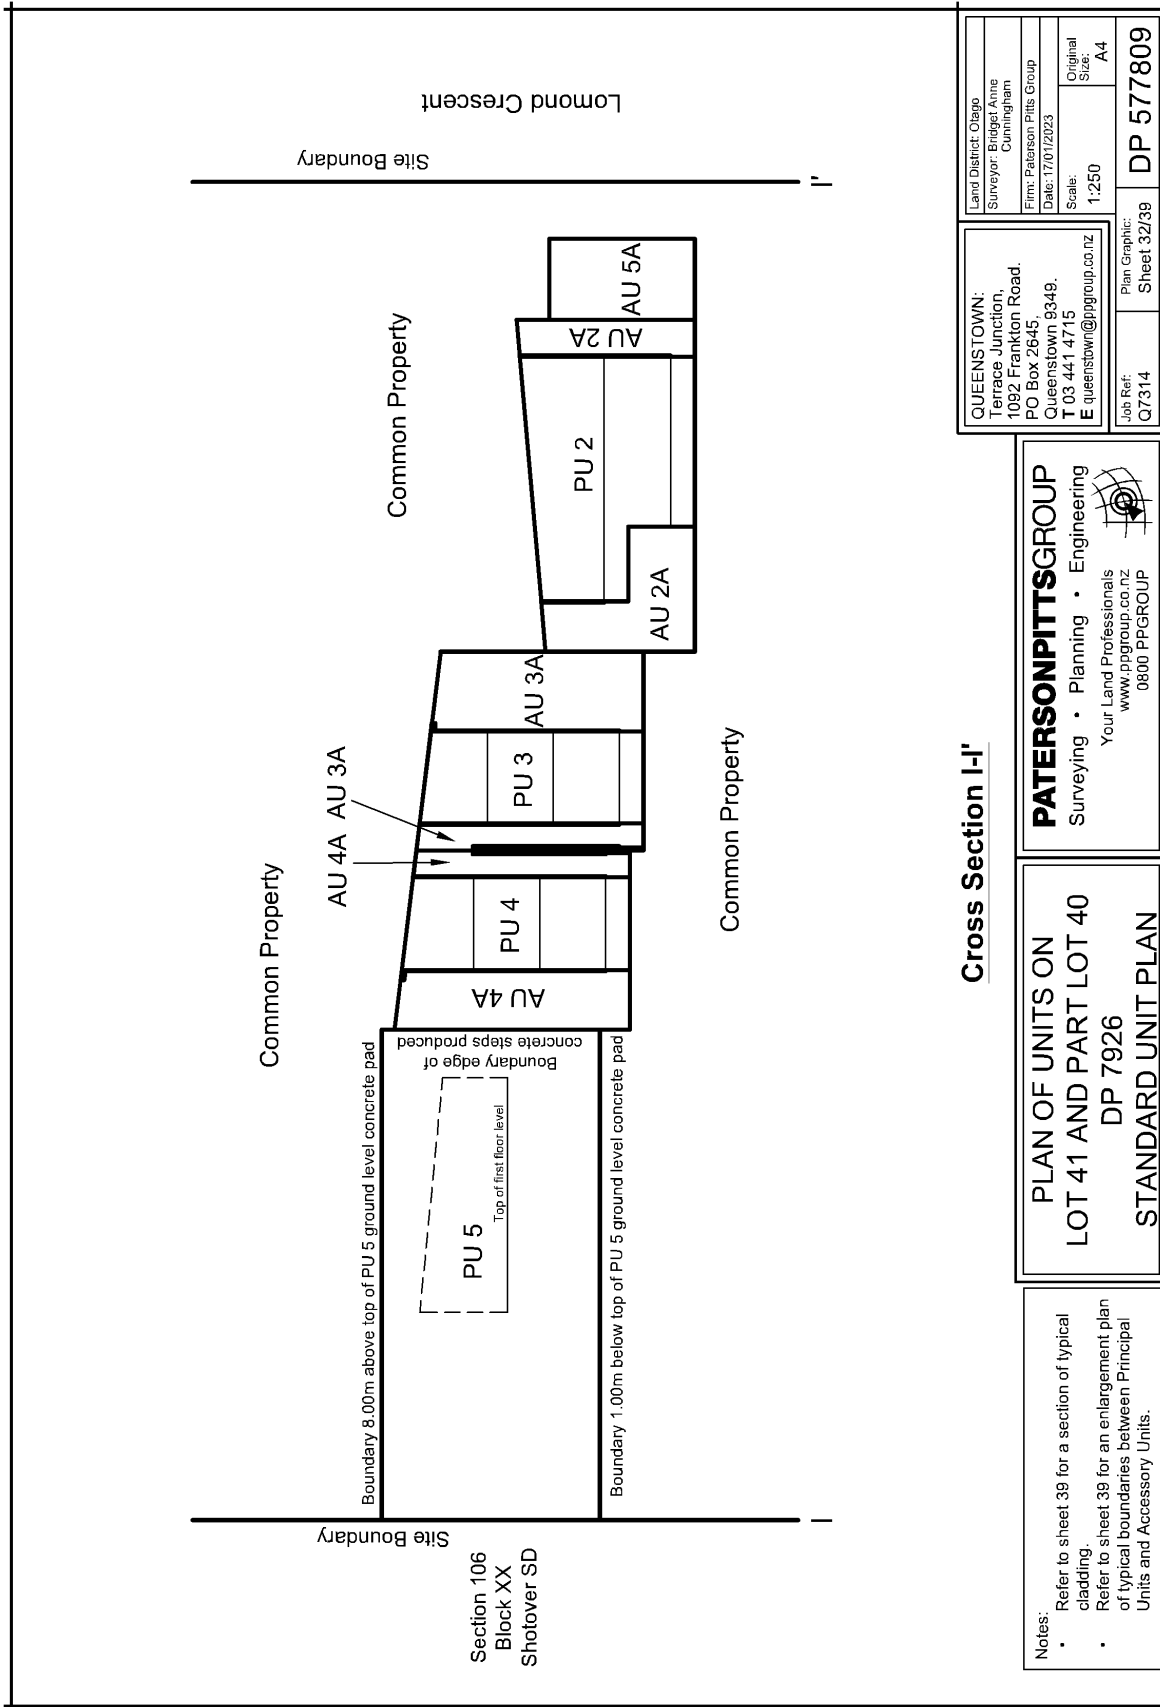 Lomond Crescent
Site Boundary
I'
Common Property
AU 5A
AU 2A
PU 2
AU 2A
AU 3A
PU 3
AU 3A
AU 4A
PU 4
AU 4A
Common Property
Common Property
Boundary edge of
concrete steps produced
Boundary 8.00m above top of PU 5 ground level concrete pad
Top of first floor level
PU 5
Boundary 1.00m below top of PU 5 ground level concrete pad
Site Boundary
I
Section 106
Block XX
Shotover SD
Cross Section I-I'
Notes:
• Refer to sheet 39 for a section of typical
cladding.
• Refer to sheet 39 for an enlargement plan
of typical boundaries between Principal
Units and Accessory Units.
PLAN OF UNITS ON
LOT 41 AND PART LOT 40
DP 7926
STANDARD UNIT PLAN
PATERSONPITTSGROUP
Surveying • Planning • Engineering
Your Land Professionals
www.ppgroup.co.nz
0800 PPGROUP
QUEENSTOWN:
Terrace Junction,
1092 Frankton Road.
PO Box 2645,
Queenstown 9349.
T 03 441 4715
E queenstown@ppgroup.co.nz
Land District: Otago
Surveyor: Bridget Anne
Cunningham
Firm: Paterson Pitts Group
Date: 17/01/2023
Scale:
1:250
Original
Size:
A4
Job Ref:
Q7314
Plan Graphic:
Sheet 32/39
DP 577809